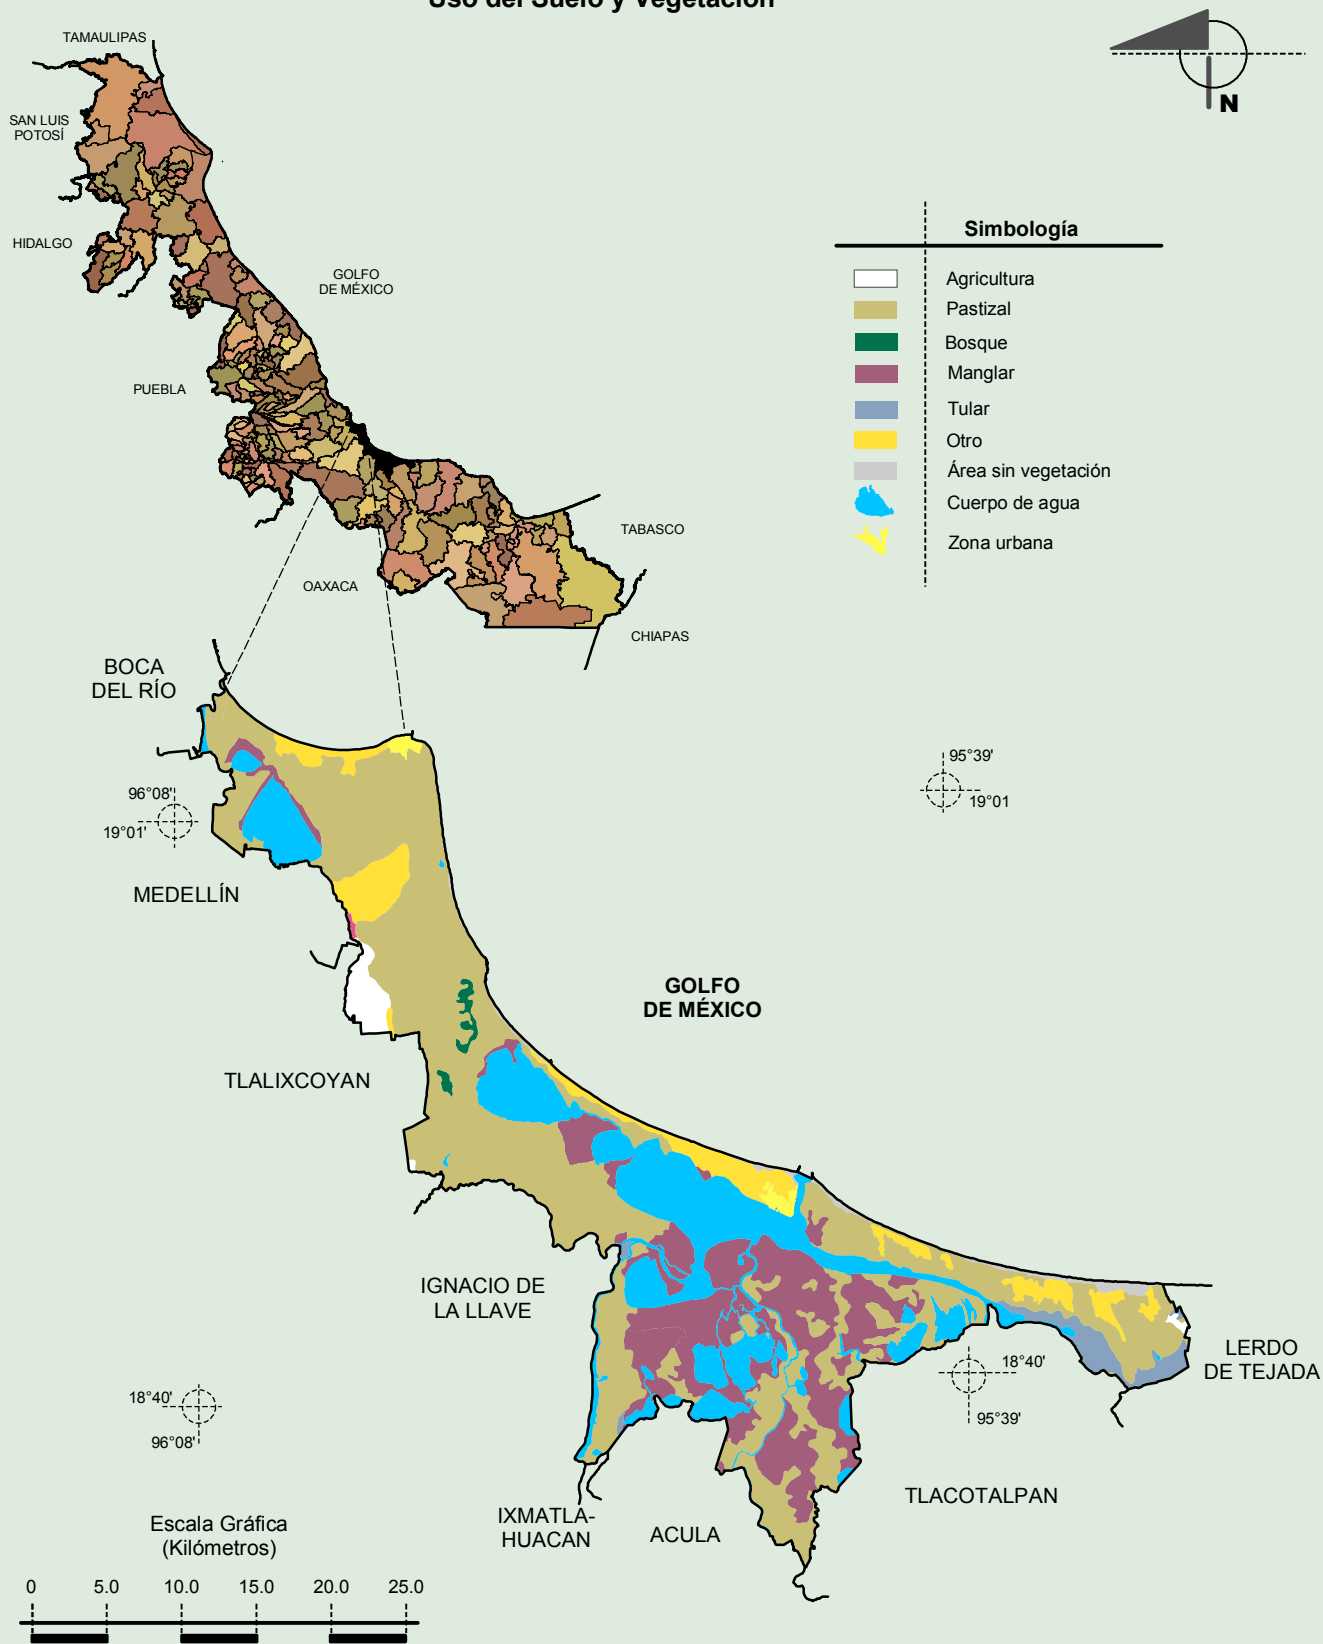 Uso del Suelo y Vegetación
TAMAULIPAS
SAN LUIS
POTOSÍ
HIDALGO
GOLFO
DE MÉXICO
PUEBLA
TABASCO
OAXACA
CHIAPAS
N
Simbología
Agricultura
Pastizal
Bosque
Manglar
Tular
Otro
Área sin vegetación
Cuerpo de agua
Zona urbana
BOCA
DEL RÍO
96°08'
19°01'
95°39'
19°01
MEDELLÍN
GOLFO
DE MÉXICO
TLALIXCOYAN
IGNACIO DE
LA LLAVE
LERDO
DE TEJADA
18°40'
95°39'
18°40'
96°08'
TLACOTALPAN
IXMATLA-
HUACAN
ACULA
Escala Gráfica
(Kilómetros)
0 5.0 10.0 15.0 20.0 25.0